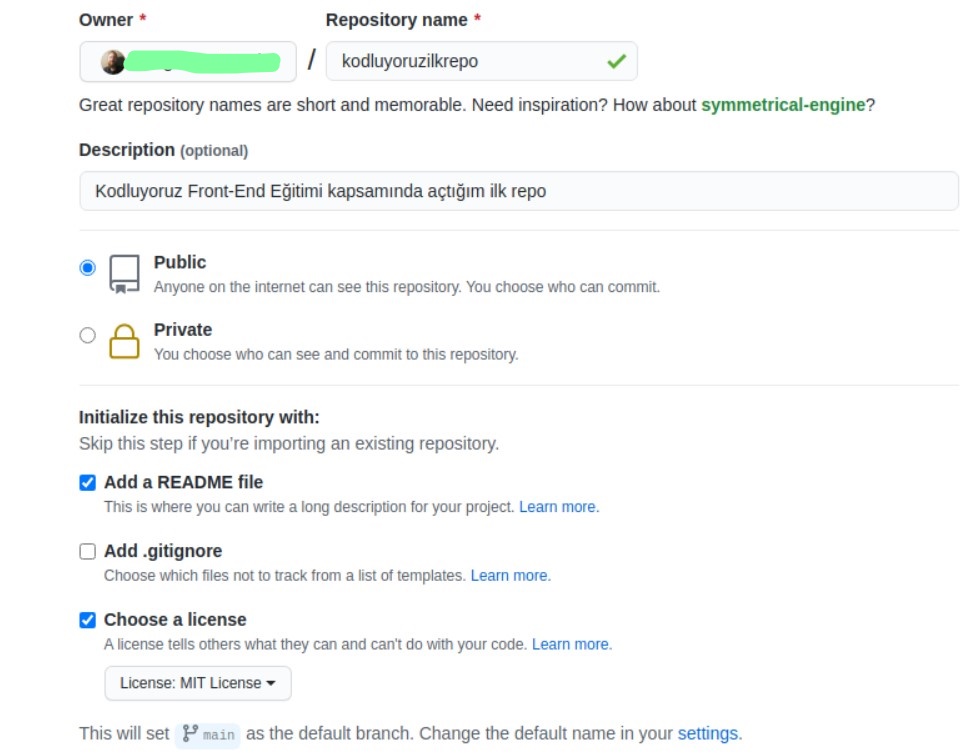 Owner * Repository name *
/ kodluyoruzilkrepo
Great repository names are short and memorable. Need inspiration? How about symmetrical-engine?
Description (optional)
Kodluyoruz Front-End Eğitimi kapsamında açtığım ilk repo
Public
Anyone on the internet can see this repository. You choose who can commit.
Private
You choose who can see and commit to this repository.
Initialize this repository with:
Skip this step if you’re importing an existing repository.
Add a README file
This is where you can write a long description for your project. Learn more.
Add .gitignore
Choose which files not to track from a list of templates. Learn more.
Choose a license
A license tells others what they can and can't do with your code. Learn more.
License: MIT License
This will set main as the default branch. Change the default name in your settings.